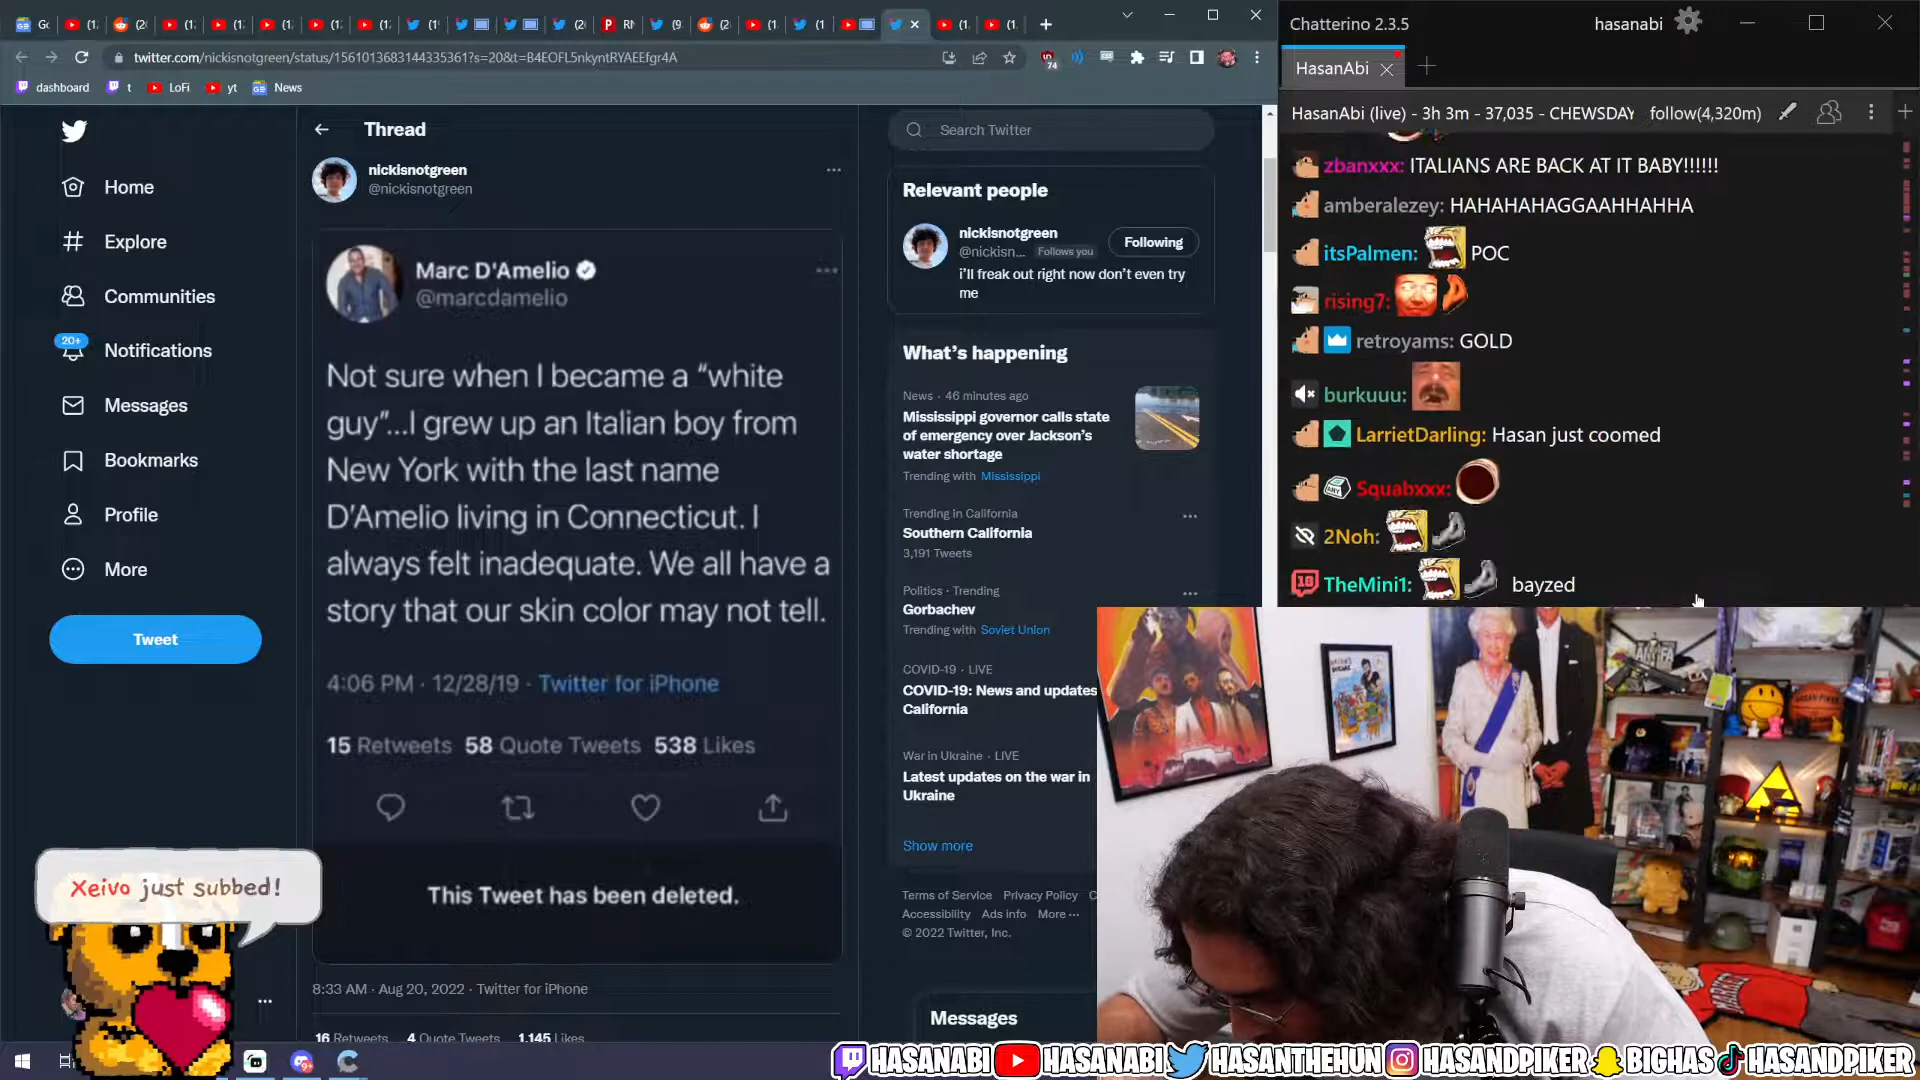 Chatterino 2.3.5
hasanabi
twitter.com/nickisnotgreen/status/1561013683144335361?s=20&t=B4EOFL5nkyntRYAEEfgr4A
74
dashboard
t
LoFi
yt
News
HasanAbi
HasanAbi (live) - 3h 3m - 37,035 - CHEWSDAY
follow(4,320m)
Home
Explore
Communities
20+
Notifications
Messages
Bookmarks
Profile
More
Tweet
Thread
nickisnotgreen
@nickisnotgreen
Marc D'Amelio
@marcdamelio
Not sure when I became a “white
guy”...I grew up an Italian boy from
New York with the last name
D'Amelio living in Connecticut. I
always felt inadequate. We all have a
story that our skin color may not tell.
4:06 PM · 12/28/19 · Twitter for iPhone
15 Retweets 58 Quote Tweets 538 Likes
This Tweet has been deleted.
8:33 AM · Aug 20, 2022 · Twitter for iPhone
16 Retweets 4 Quote Tweets 1,145 Likes
Search Twitter
Relevant people
nickisnotgreen
@nickisn... Follows you
Following
i'll freak out right now don't even try
me
What's happening
News · 46 minutes ago
Mississippi governor calls state
of emergency over Jackson's
water shortage
Trending with Mississippi
Trending in California
Southern California
3,191 Tweets
Politics · Trending
Gorbachev
Trending with Soviet Union
COVID-19 · LIVE
COVID-19: News and updates
California
War in Ukraine · LIVE
Latest updates on the war in
Ukraine
Show more
Terms of Service Privacy Policy C
Accessibility Ads info More ···
© 2022 Twitter, Inc.
Messages
zbanxxx: ITALIANS ARE BACK AT IT BABY!!!!!!
amberalezey: HAHAHAHAGGAAHHAHHA
itsPalmen: POC
rising7:
retroyams: GOLD
burkuuu:
LarrietDarling: Hasan just coomed
Squabxxx:
2Noh:
TheMini1: bayzed
Xeivo just subbed!
HASANABI HASANABI HASANTHEHUN HASANDPIKER BIGHAS HASANDPIKER